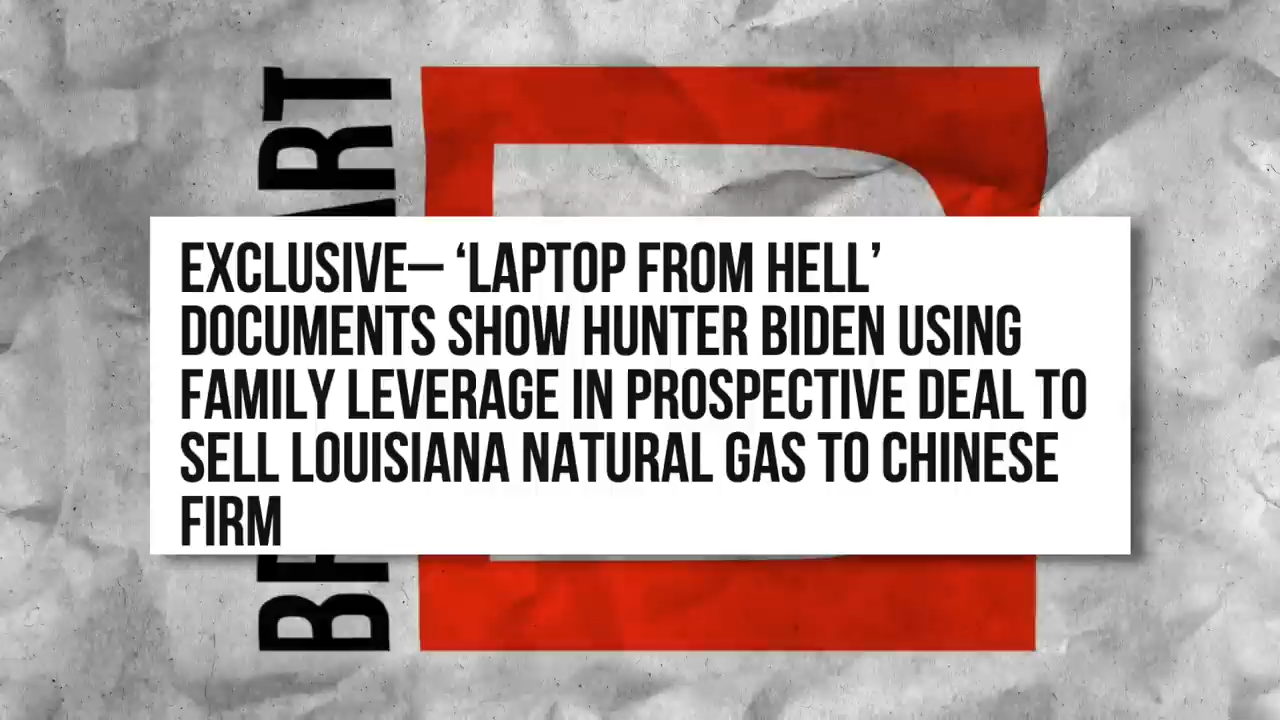 EXCLUSIVE— ‘LAPTOP FROM HELL’
DOCUMENTS SHOW HUNTER BIDEN USING
FAMILY LEVERAGE IN PROSPECTIVE DEAL TO
SELL LOUISIANA NATURAL GAS TO CHINESE
FIRM